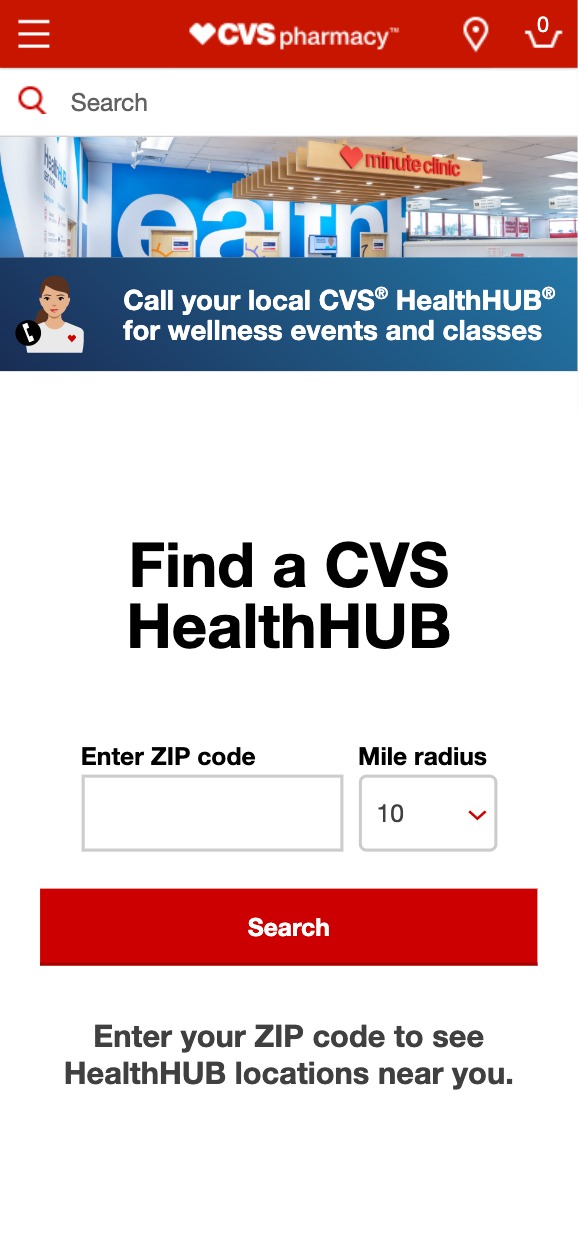 CVS pharmacy™
0
Search
HealthHUB
minute clinic
ealth
Call your local CVS® HealthHUB®
for wellness events and classes
Find a CVS
HealthHUB
Enter ZIP code
Mile radius
10
Search
Enter your ZIP code to see
HealthHUB locations near you.